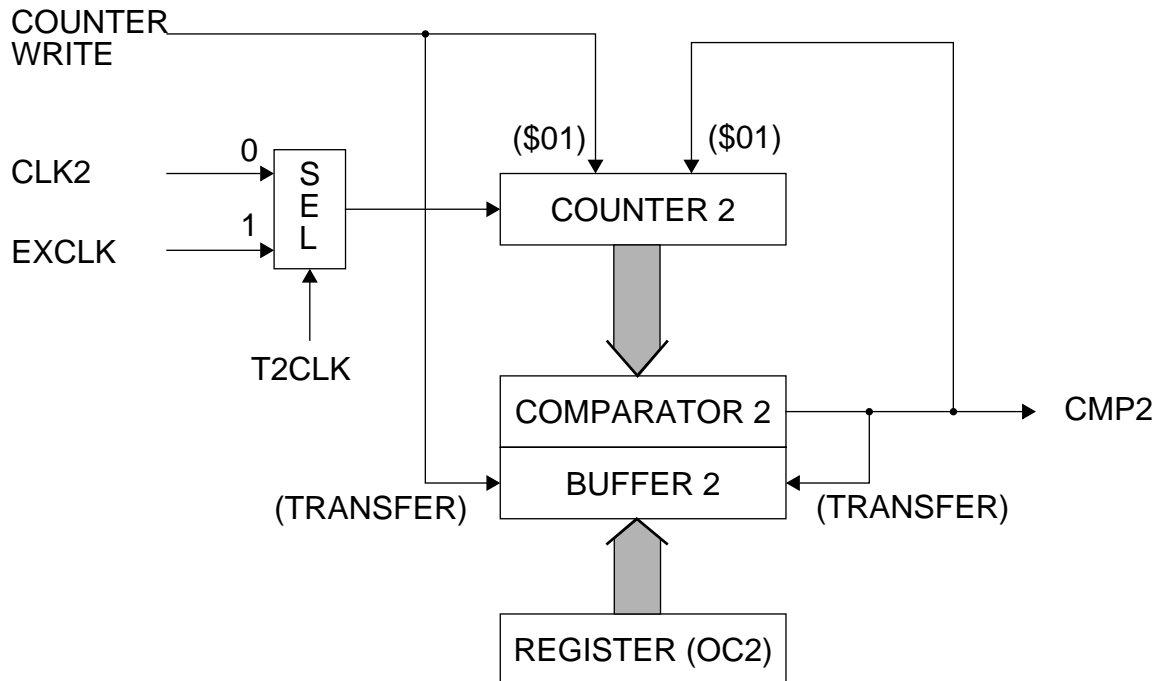 COUNTER
WRITE
($01)
($01)
0
CLK2
SEL
COUNTER 2
1
EXCLK
T2CLK
COMPARATOR 2
CMP2
BUFFER 2
(TRANSFER)
(TRANSFER)
REGISTER (OC2)